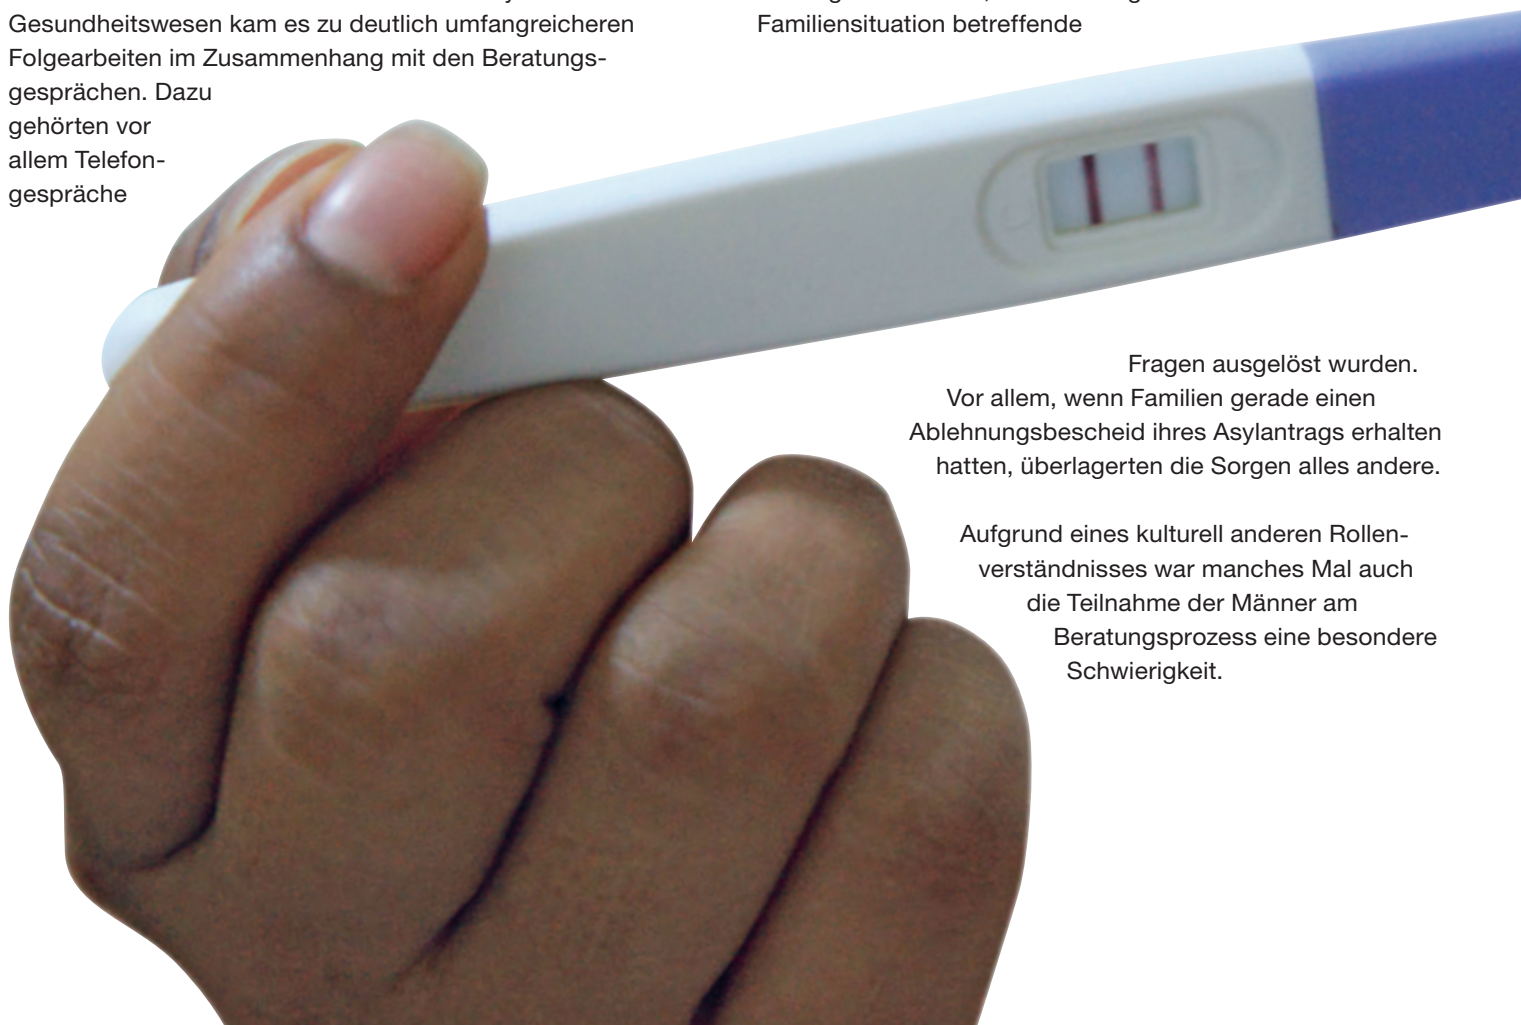 Gesundheitswesen kam es zu deutlich umfangreicheren
Folgearbeiten im Zusammenhang mit den Beratungs-
gesprächen. Dazu
gehörten vor
allem Telefon-
gespräche
Familiensituation betreffende
Fragen ausgelöst wurden.
Vor allem, wenn Familien gerade einen
Ablehnungsbescheid ihres Asylantrags erhalten
hatten, überlagerten die Sorgen alles andere.
Aufgrund eines kulturell anderen Rollen-
verständnisses war manches Mal auch
die Teilnahme der Männer am
Beratungsprozess eine besondere
Schwierigkeit.